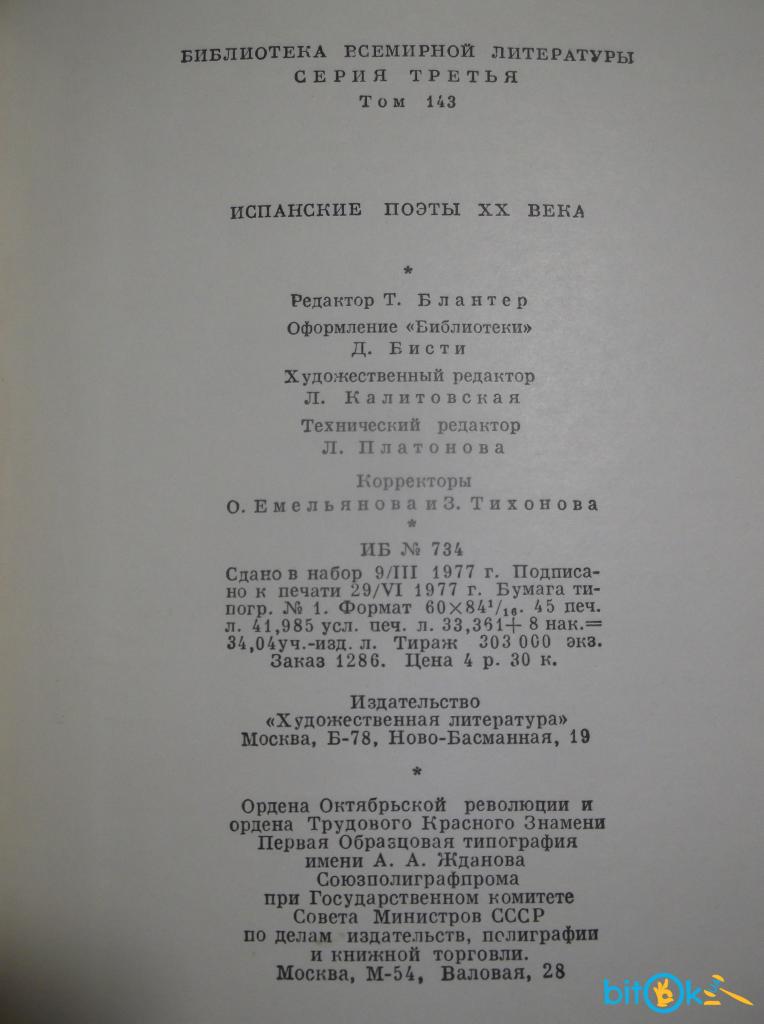 БИБЛИОТЕКА ВСЕМИРНОЙ ЛИТЕРАТУРЫ
СЕРИЯ ТРЕТЬЯ
Том 143
ИСПАНСКИЕ ПОЭТЫ XX ВЕКА
*
Редактор Т. Блантер
Оформление «Библиотеки»
Д. Бисти
Художественный редактор
Л. Калитовская
Технический редактор
Л. Платонова
Корректоры
О. Емельянова и З. Тихонова
*
ИБ № 734
Сдано в набор 9/III 1977 г. Подписа-
но к печати 29/VI 1977 г. Бумага ти-
погр. № 1. Формат 60×84¹/₁₆. 45 печ.
л. 41,985 усл. печ. л. 33,361+8 нак.=
34,04уч.-изд. л. Тираж 303 000 экз.
Заказ 1286. Цена 4 р. 30 к.
Издательство
«Художественная литература»
Москва, Б-78, Ново-Басманная, 19
*
Ордена Октябрьской революции и
ордена Трудового Красного Знамени
Первая Образцовая типография
имени А. А. Жданова
Союзполиграфпрома
при Государственном комитете
Совета Министров СССР
по делам издательств, полиграфии
и книжной торговли.
Москва, М-54, Валовая, 28
bitOk